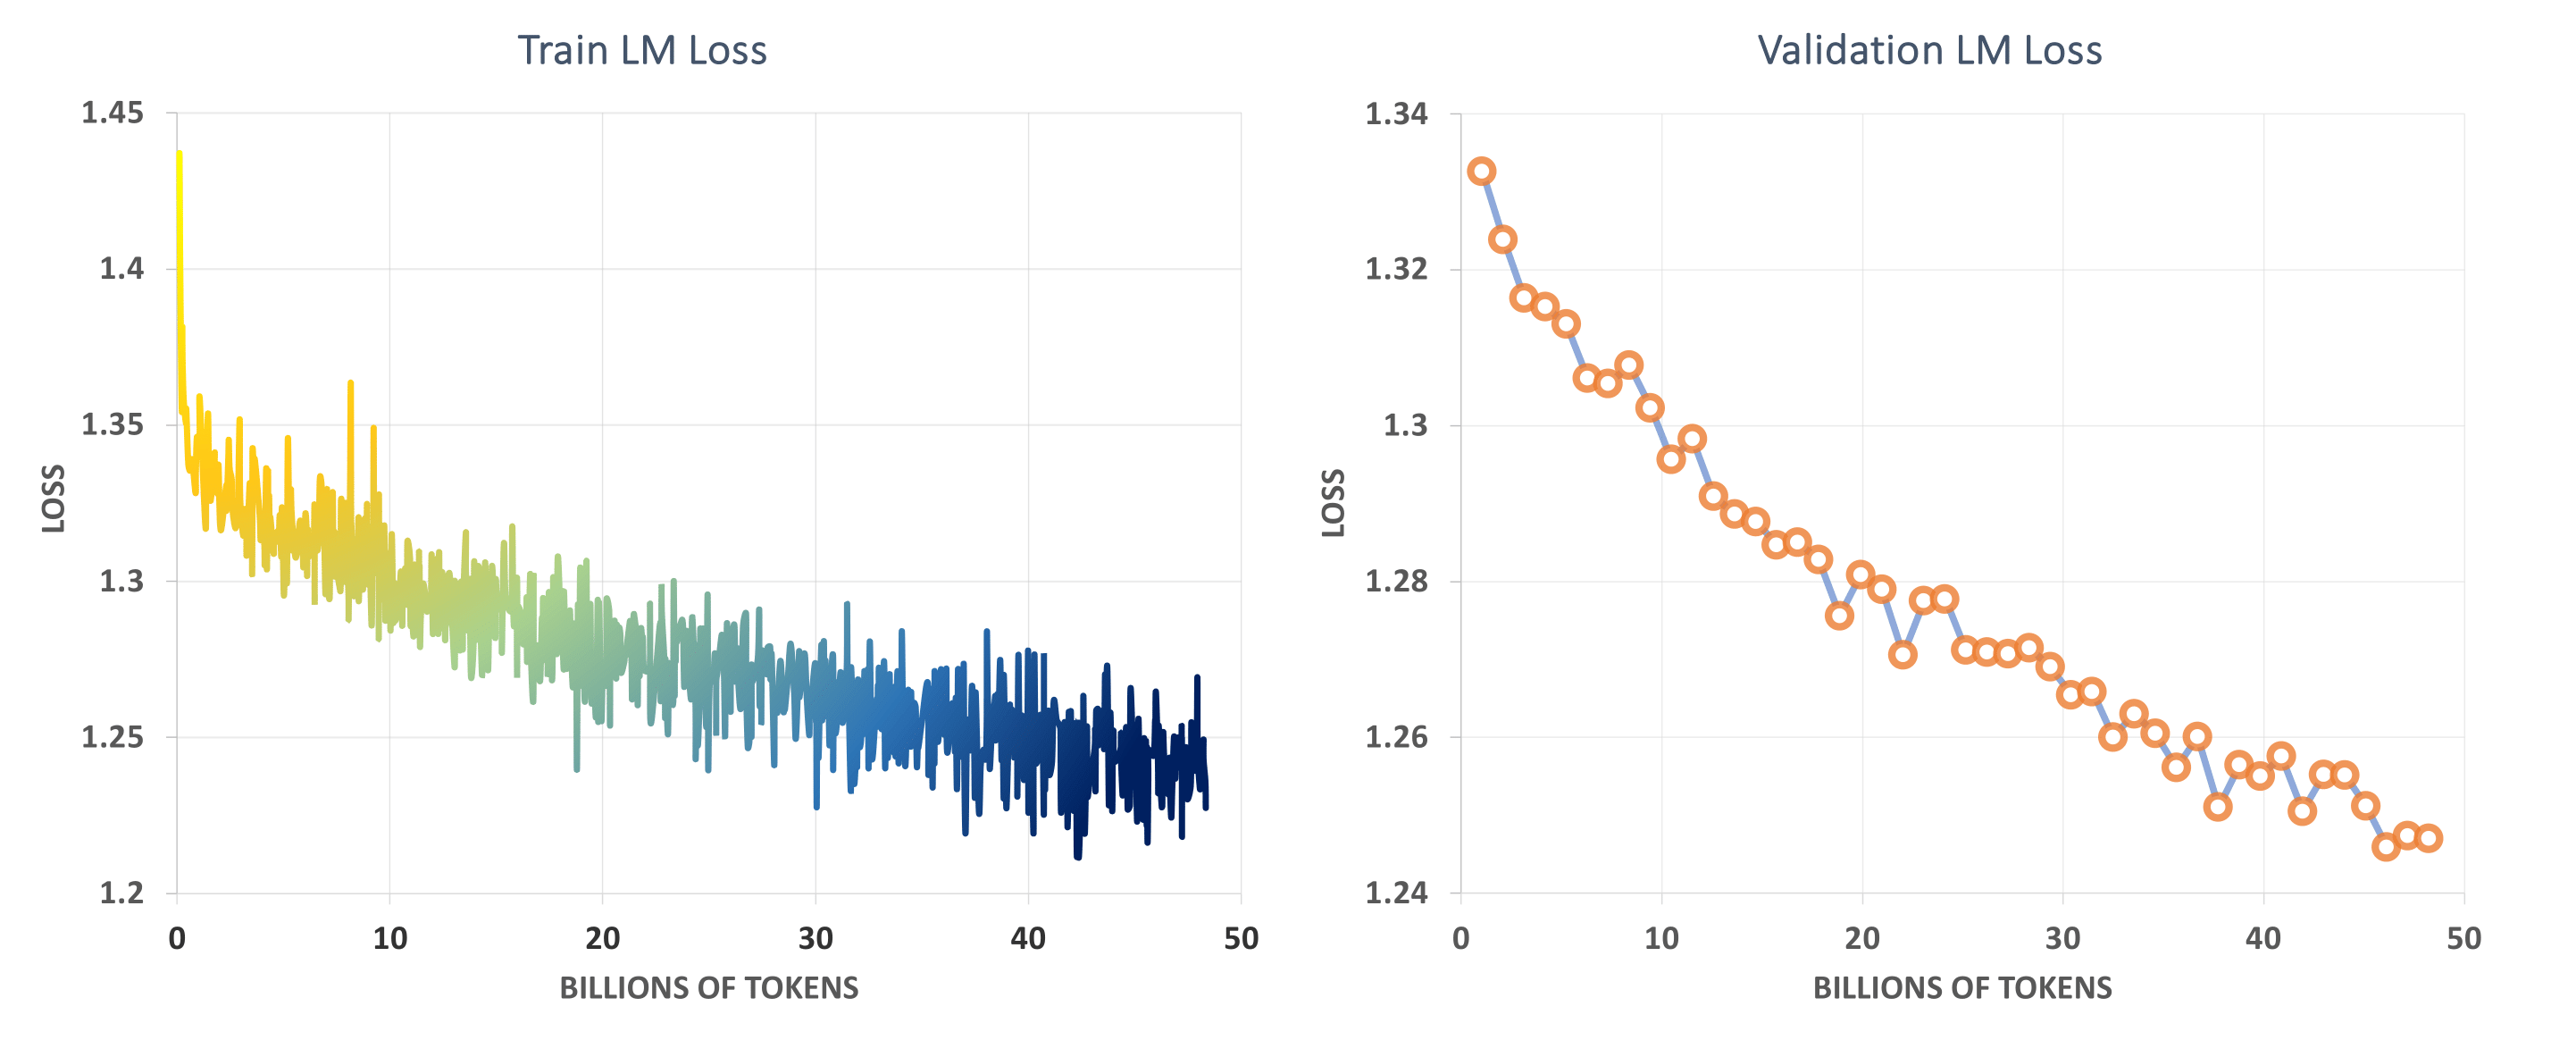 Train LM Loss
1.45
1.4
1.35
1.3
1.25
1.2
LOSS
0 10 20 30 40 50
BILLIONS OF TOKENS
Validation LM Loss
1.34
1.32
1.3
1.28
1.26
1.24
LOSS
0 10 20 30 40 50
BILLIONS OF TOKENS